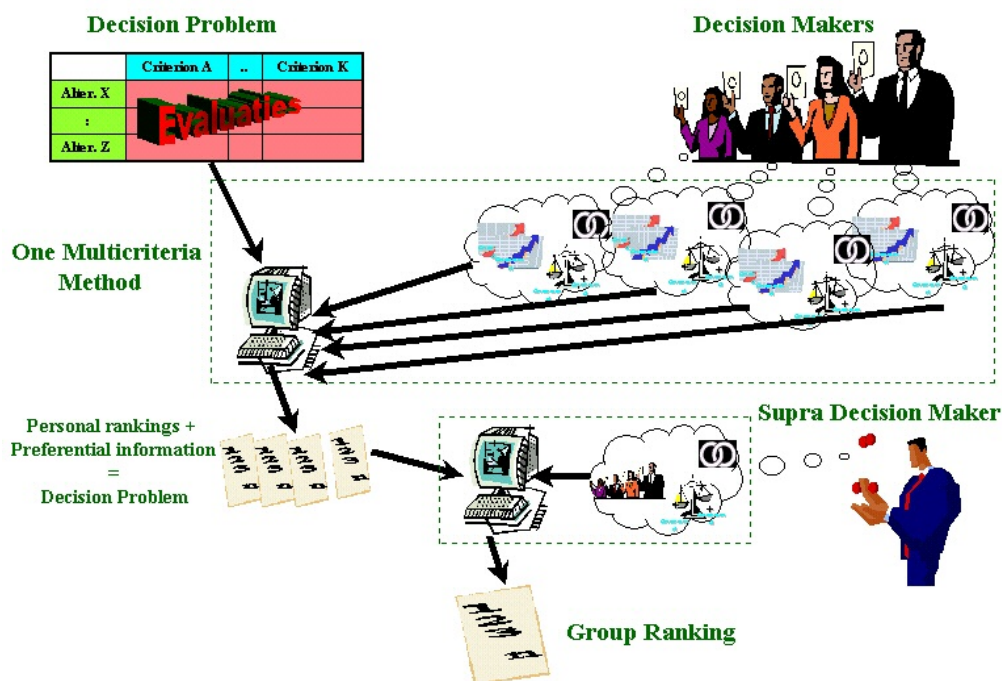 Decision Problem
Decision Makers
Criterion A .. Criterion K
Alter. X
:
Alter. Z
Evaluaties
One Multicriteria
Method
Personal rankings +
Preferential information
=
Decision Problem
Supra Decision Maker
Group Ranking